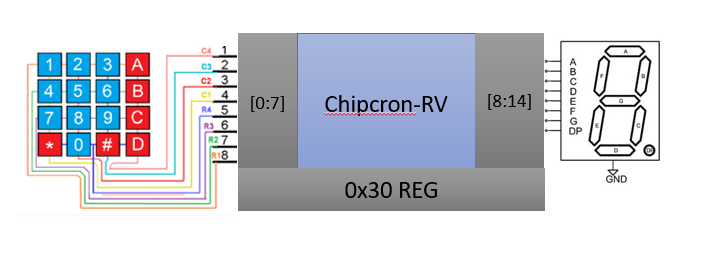 1 2 3 A
4 5 6 B
7 8 9 C
* 0 # D
C4 1
C3 2
C2 3
C1 4
R4 5
R3 6
R2 7
R1 8
[0:7]
Chipcron-RV
[8:14]
0x30 REG
A
B
C
D
E
F
G
DP
A
F B
G
E C
D DP
GND